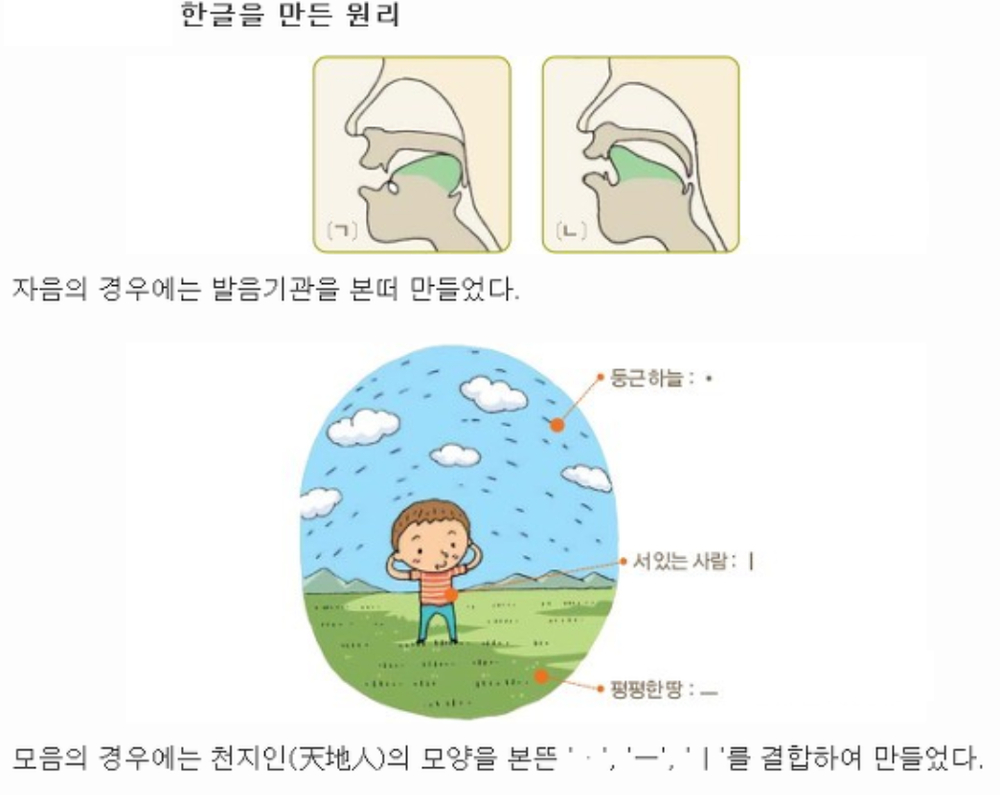 한글을 만든 원리
(ㄱ)
(ㄴ)
자음의 경우에는 발음기관을 본떠 만들었다.
둥근 하늘 : •
서 있는 사람 : ㅣ
평평한 땅 : ㅡ
모음의 경우에는 천지인(天地人)의 모양을 본뜬 'ㆍ', 'ㅡ', 'ㅣ'를 결합하여 만들었다.